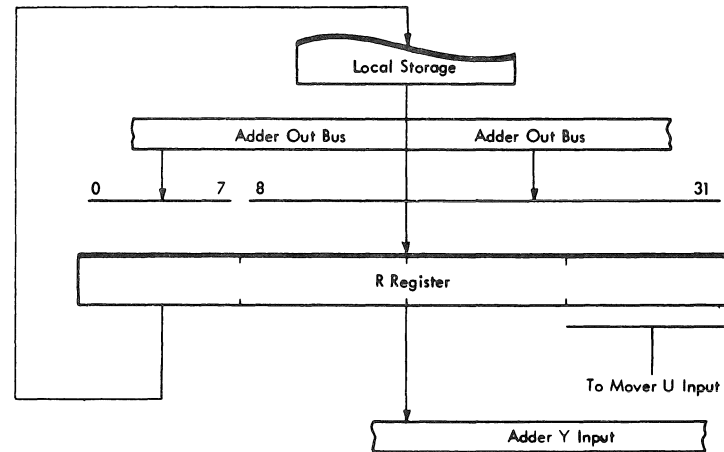 Local Storage
Adder Out Bus Adder Out Bus
0 7 8 31
R Register
To Mover U Input
Adder Y Input